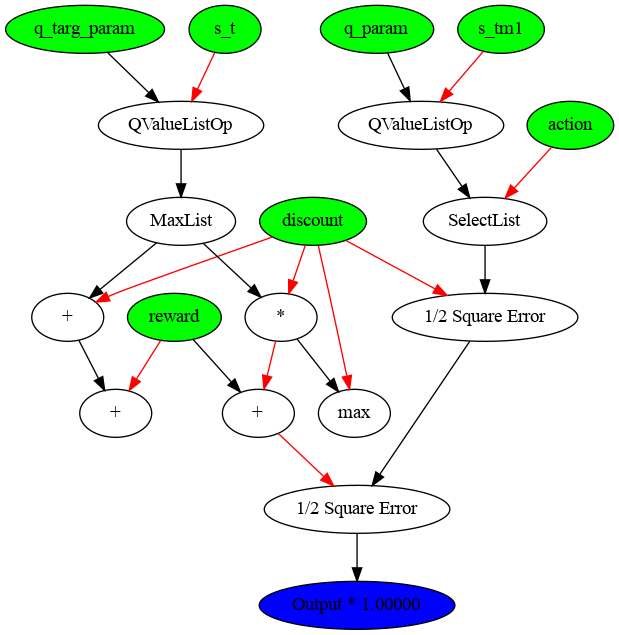 q_targ_param
s_t
q_param
s_tm1
QValueListOp
QValueListOp
action
MaxList
discount
SelectList
+
reward
*
1/2 Square Error
+
+
max
1/2 Square Error
Output * 1.00000